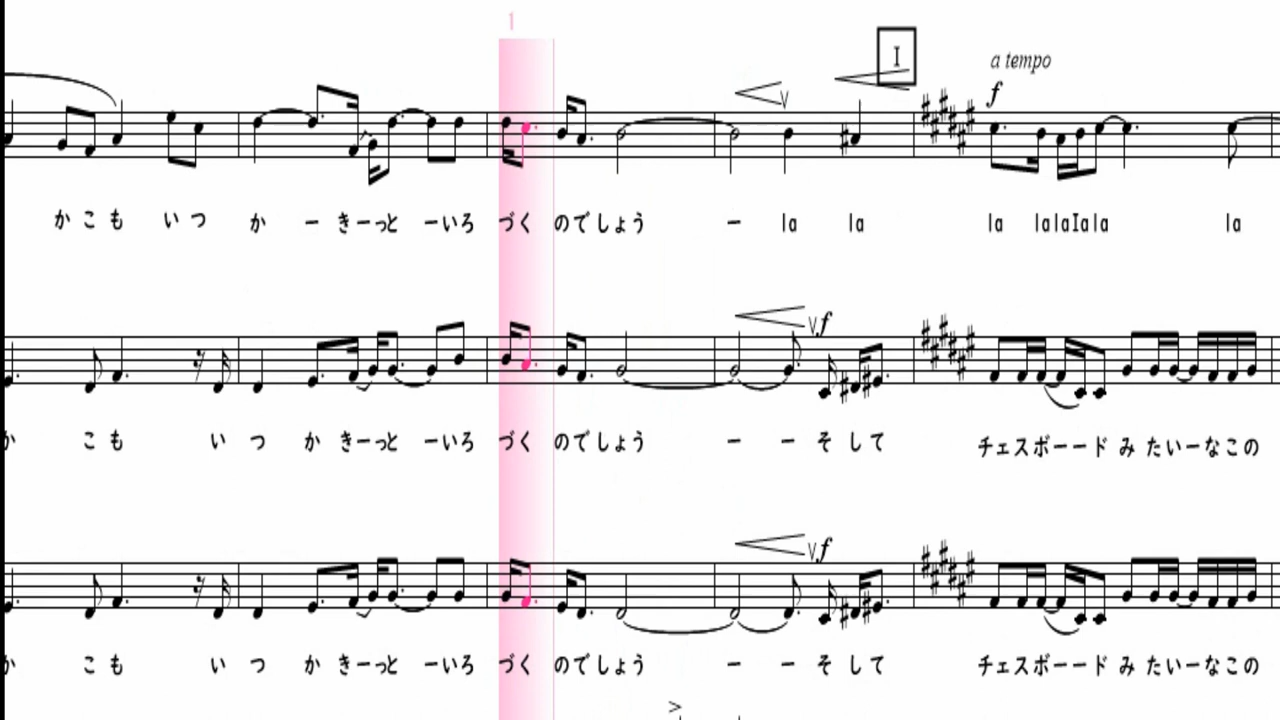 1
I
a tempo
f
かこも いつ か ーきーっと ーいろ づく のでしょう ー la la la lalaIala la
f
か こも い つ か きーっと ーいろ づく のでしょう ー ー そ して チェスボーード み たいーなこの
f
か こも い つ か きーっと ーいろ づく のでしょう ー ー そ して チェスボーード み たいーなこの